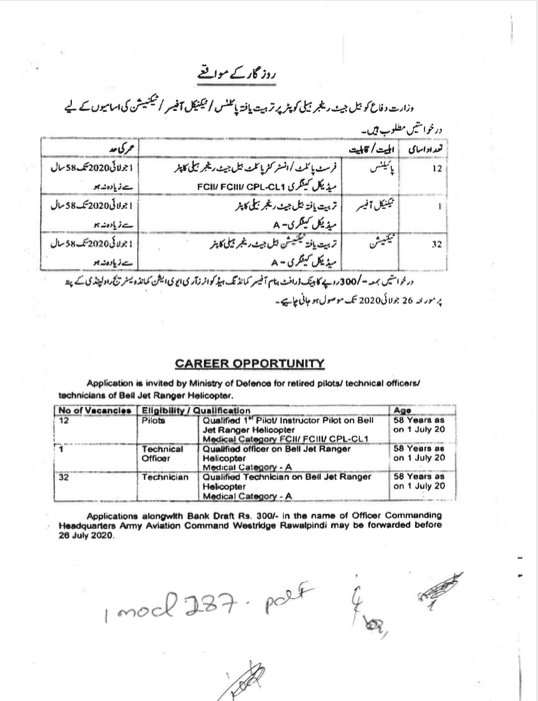 روزگار کے مواقعے
وزارت دفاع کو بیل جیٹ رینجر ہیلی کوپٹر پر تربیت یافتہ پائلٹس / ٹیکنیکل آفیسر / ٹیکنیشن کی اسامیوں کے لیے
درخواستیں مطلوب ہیں۔
تعداد اسامی اہلیت / قابلیت عمر کی حد
12 پائیلٹس فرسٹ پائلٹ / انسٹرکٹر پائلٹ بیل جیٹ رینجر ہیلی کاپٹر 1 جولائی 2020 تک 58 سال
میڈیکل کیٹگری FCII/ FCIII/ CPL-CL1 سے زیادہ نہ ہو
1 ٹیکنیکل آفیسر تربیت یافتہ بیل جیٹ رینجر ہیلی کاپٹر 1 جولائی 2020 تک 58 سال
میڈیکل کیٹگری - A سے زیادہ نہ ہو
32 ٹیکنیشن تربیت یافتہ ٹیکنیشن بیل جیٹ رینجر ہیلی کاپٹر 1 جولائی 2020 تک 58 سال
میڈیکل کیٹگری - A سے زیادہ نہ ہو
درخواستیں بمعہ -/300 روپے کا بینک ڈرافٹ بنام آفیسر کمانڈنگ ہیڈ کوارٹرز آرمی ایوی ایشن کمانڈ ویسٹریج راولپنڈی کے پتہ
پر مورخہ 26 جولائی 2020 تک موصول ہو جانی چاہیے۔
CAREER OPPORTUNITY
Application is invited by Ministry of Defence for retired pilots/ technical officers/
technicians of Bell Jet Ranger Helicopter.
No of Vacancies Eligibility / Qualification Age
12 Pilots Qualified 1st Pilot/ Instructor Pilot on Bell 58 Years as
Jet Ranger Helicopter on 1 July 20
Medical Category FCII/ FCIII/ CPL-CL1
1 Technical Qualified officer on Bell Jet Ranger 58 Years as
Officer Helicopter on 1 July 20
Medical Category - A
32 Technician Qualified Technician on Bell Jet Ranger 58 Years as
Helicopter on 1 July 20
Medical Category - A
Applications alongwith Bank Draft Rs. 300/- in the name of Officer Commanding
Headquarters Army Aviation Command Westridge Rawalpindi may be forwarded before
26 July 2020.
1 mod 287. pdf